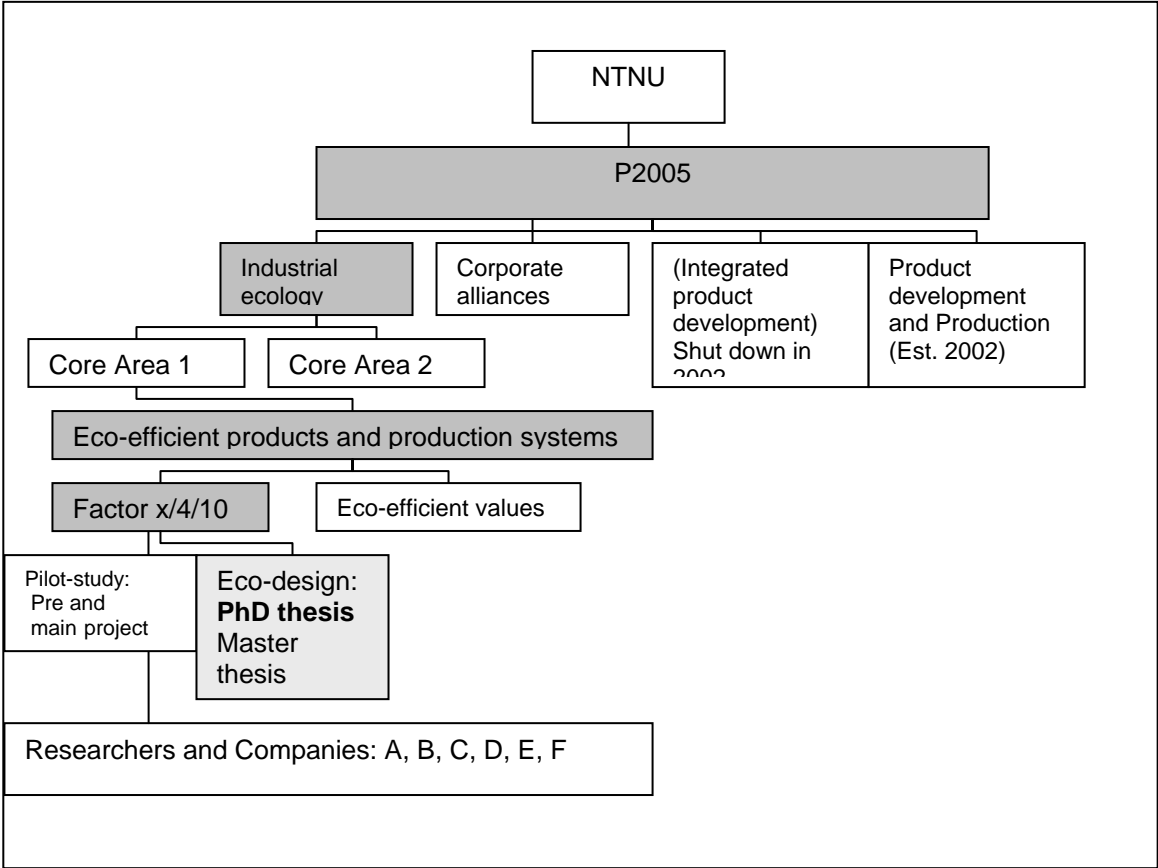 NTNU
P2005
Industrial
ecology
Corporate
alliances
(Integrated
product
development)
Shut down in
2002
Product
development
and Production
(Est. 2002)
Core Area 1
Core Area 2
Eco-efficient products and production systems
Factor x/4/10
Eco-efficient values
Pilot-study:
Pre and
main project
Eco-design:
PhD thesis
Master
thesis
Researchers and Companies: A, B, C, D, E, F